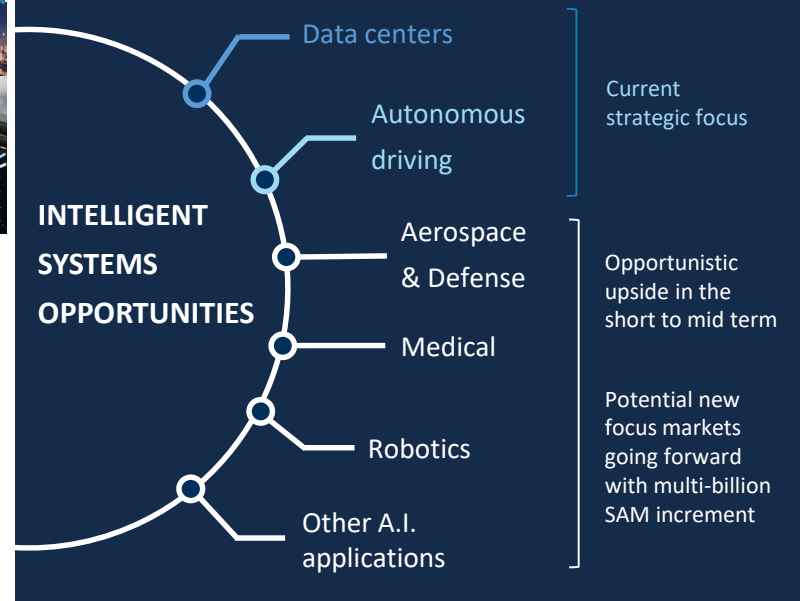 Data centers
Autonomous
driving
Current
strategic focus
INTELLIGENT
SYSTEMS
OPPORTUNITIES
Aerospace
& Defense
Medical
Robotics
Other A.I.
applications
Opportunistic
upside in the
short to mid term
Potential new
focus markets
going forward
with multi-billion
SAM increment